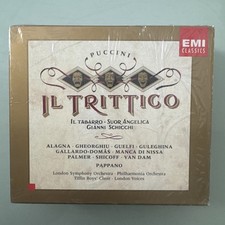 PUCCINI
EMI
CLASSICS
IL TRITTICO
IL TABARRO · SUOR ANGELICA
GIANNI SCHICCHI
ALAGNA · GHEORGHIU · GUELFI · GULEGHINA
GALLARDO-DOMÂS · MANCA DI NISSA
PALMER · SHICOFF · VAN DAM
PAPPANO
London Symphony Orchestra · Philharmonia Orchestra
Tiffin Boys' Choir · London Voices